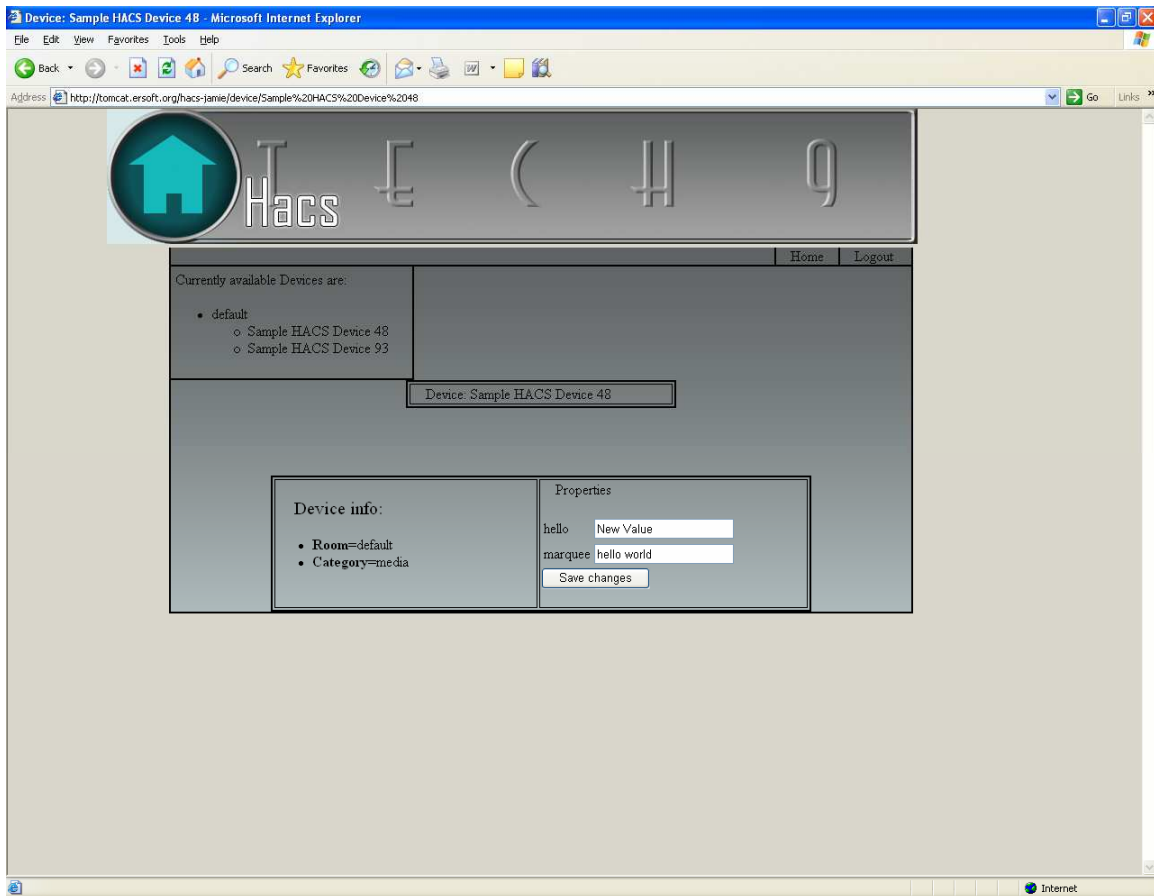 Device: Sample HACS Device 48 - Microsoft Internet Explorer
File Edit View Favorites Tools Help
Back Search Favorites
Address http://tomcat.ersoft.org/hacs-jamie/device/Sample%20HACS%20Device%2048 Go Links »
T E C H 9
Hacs
Home Logout
Currently available Devices are:
• default
○ Sample HACS Device 48
○ Sample HACS Device 93
Device: Sample HACS Device 48
Device info:
• Room=default
• Category=media
Properties
hello New Value
marquee hello world
Save changes
Internet